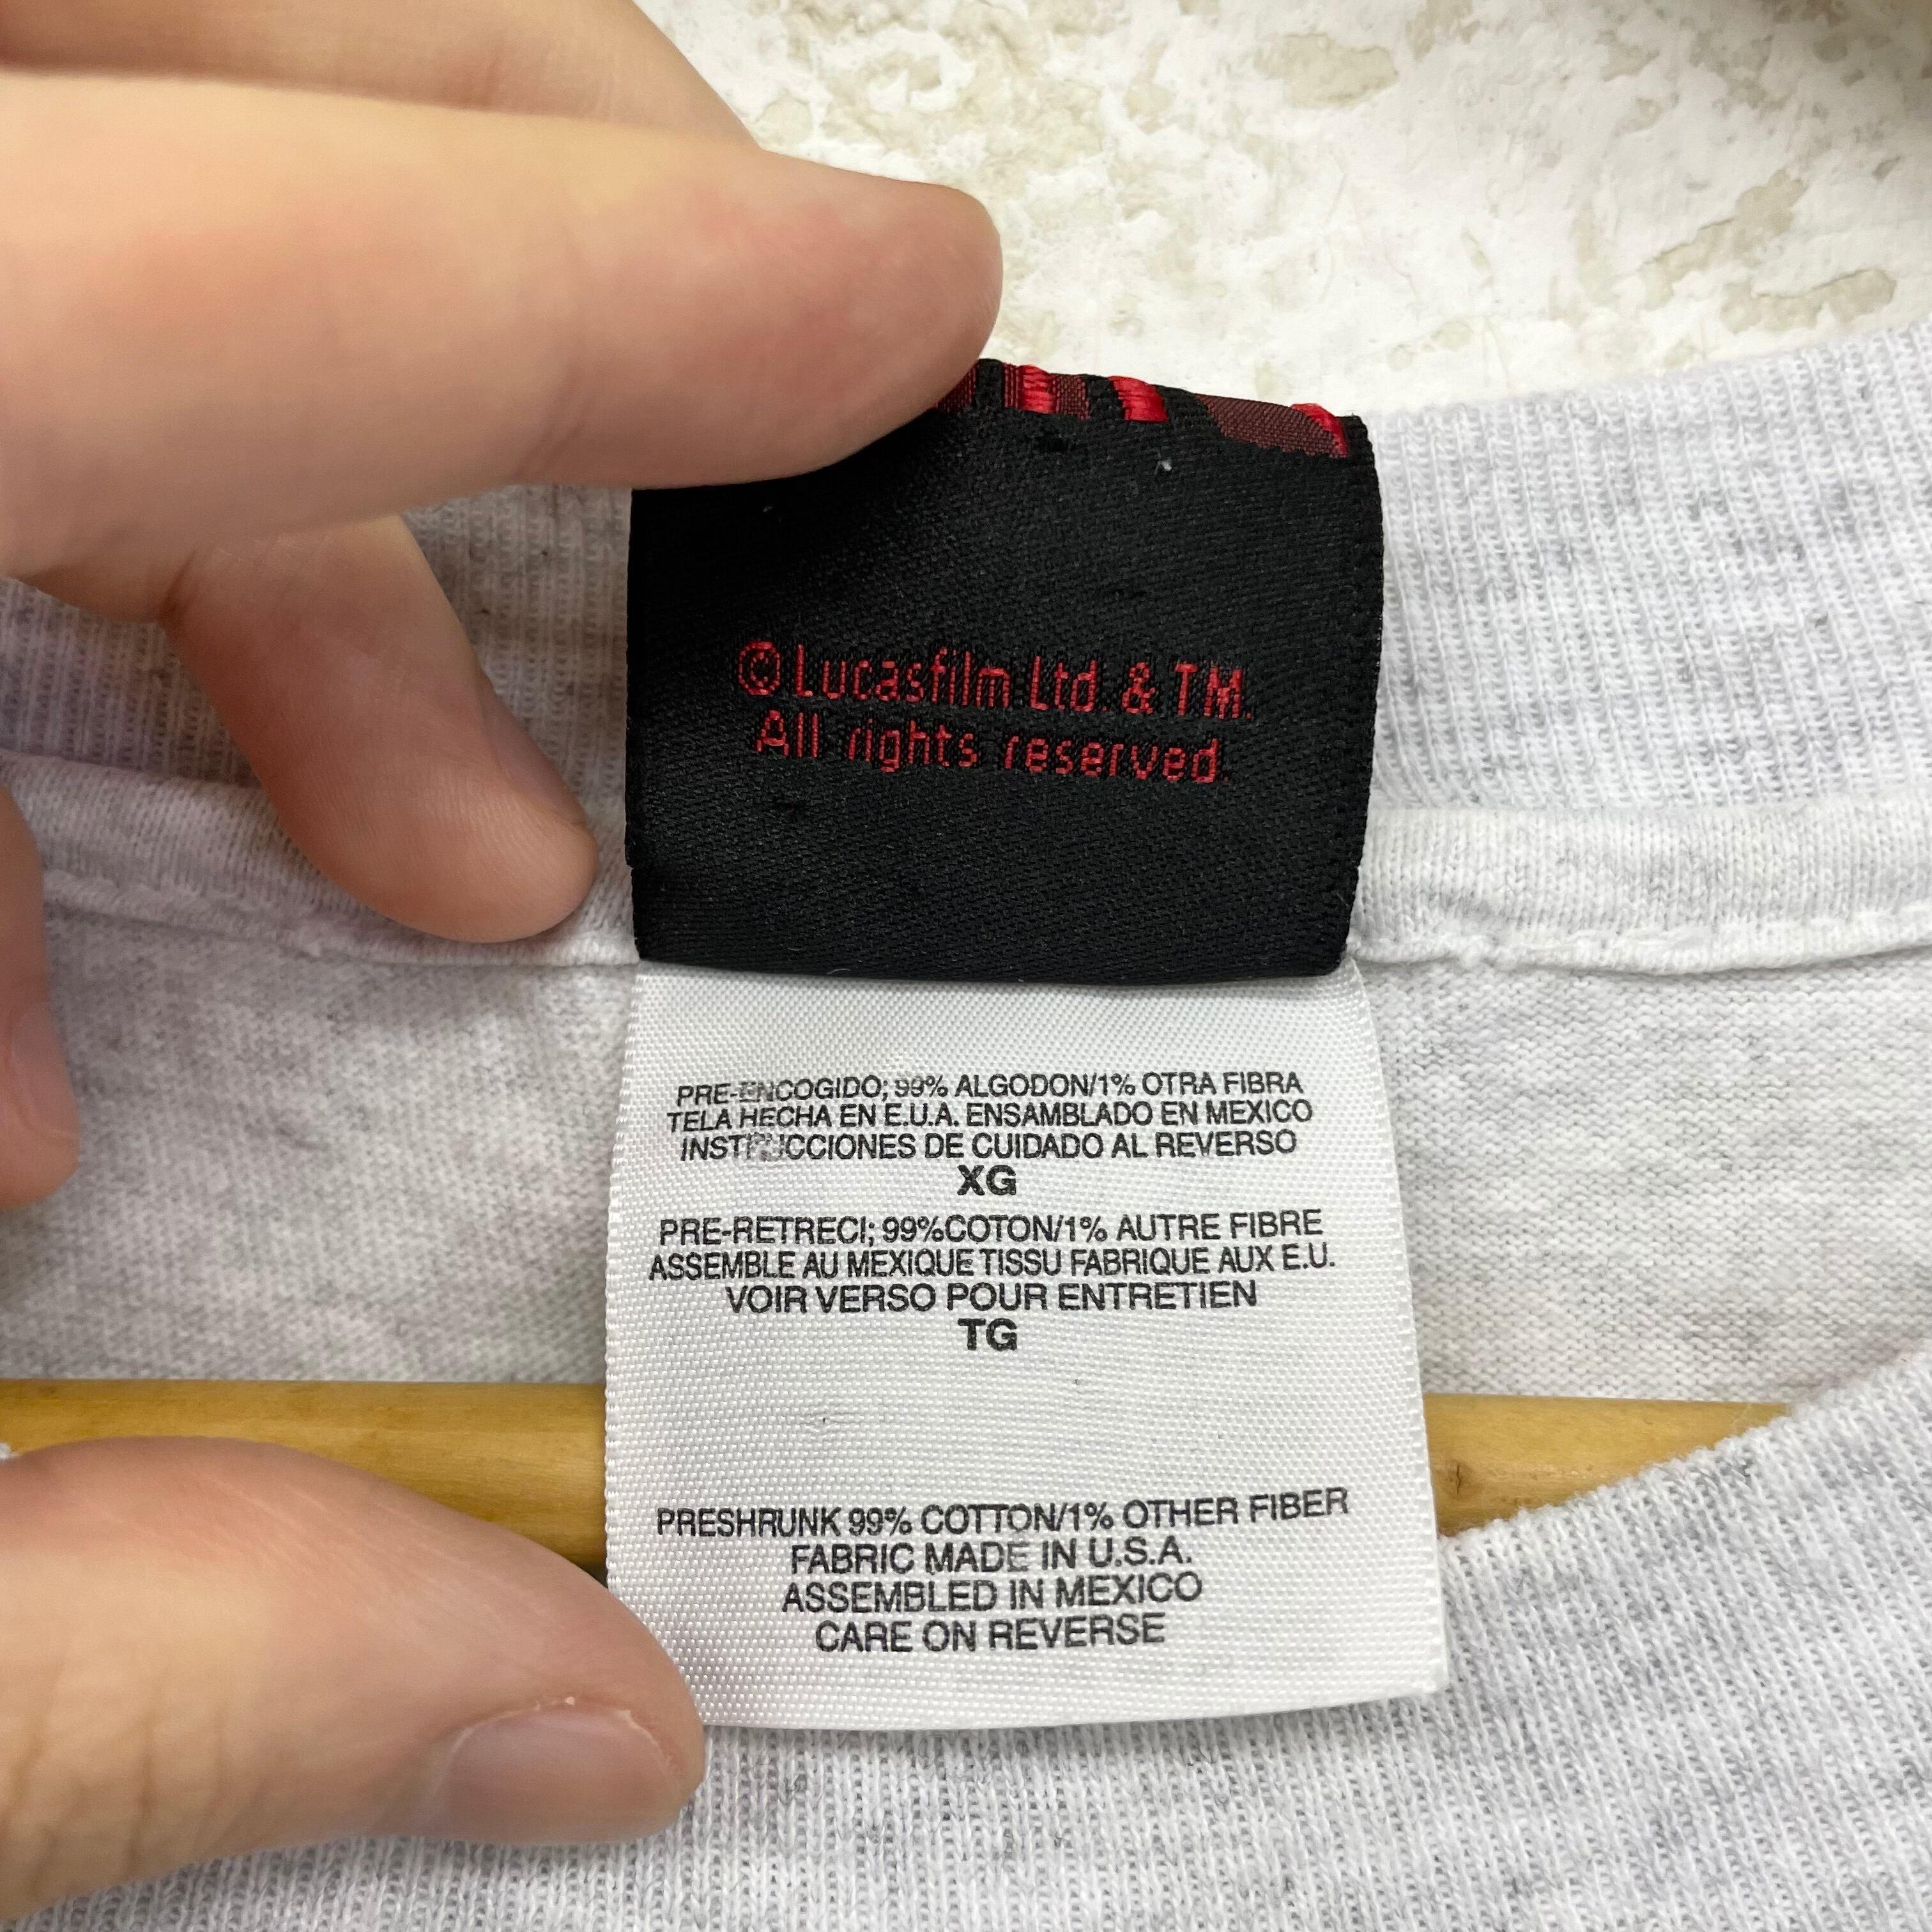 ©Lucasfilm Ltd. & TM.
All rights reserved.
PRE-ENCOGIDO; 99% ALGODON/1% OTRA FIBRA
TELA HECHA EN E.U.A. ENSAMBLADO EN MEXICO
INSTRUCCIONES DE CUIDADO AL REVERSO
XG
PRE-RETRECI; 99%COTON/1% AUTRE FIBRE
ASSEMBLE AU MEXIQUE TISSU FABRIQUE AUX E.U.
VOIR VERSO POUR ENTRETIEN
TG
PRESHRUNK 99% COTTON/1% OTHER FIBER
FABRIC MADE IN U.S.A.
ASSEMBLED IN MEXICO
CARE ON REVERSE